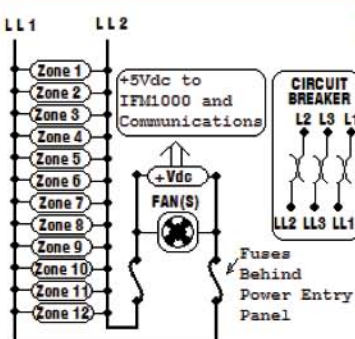 LL1 LL2
Zone 1
Zone 2
Zone 3
Zone 4
Zone 5
Zone 6
Zone 7
Zone 8
Zone 9
Zone 10
Zone 11
Zone 12
+5Vdc to
IFM1000 and
Communications
+Vdc
FAN(S)
Fuses
Behind
Power Entry
Panel
CIRCUIT
BREAKER
L2 L3 L1
LL2 LL3 LL1